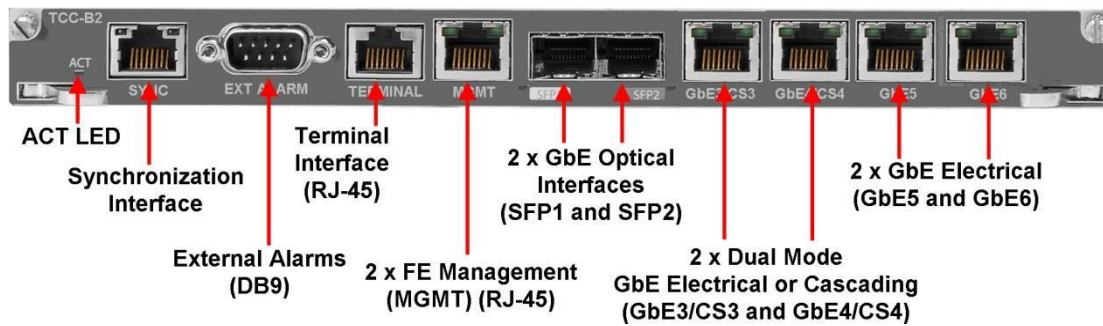 TCC-B2
ACT
SYNC
EXT ALARM
TERMINAL
MGMT
SFP2
GbE3/CS3
GbE4/CS4
GbE5
GbE6
ACT LED
Synchronization
Interface
External Alarms
(DB9)
Terminal
Interface
(RJ-45)
2 x FE Management
(MGMT) (RJ-45)
2 x GbE Optical
Interfaces
(SFP1 and SFP2)
2 x Dual Mode
GbE Electrical or Cascading
(GbE3/CS3 and GbE4/CS4)
2 x GbE Electrical
(GbE5 and GbE6)